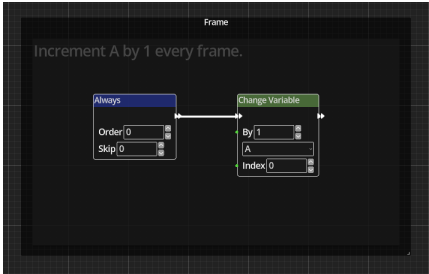 Frame
Increment A by 1 every frame.
Always
Order 0
Skip 0
Change Variable
By 1
A
Index 0